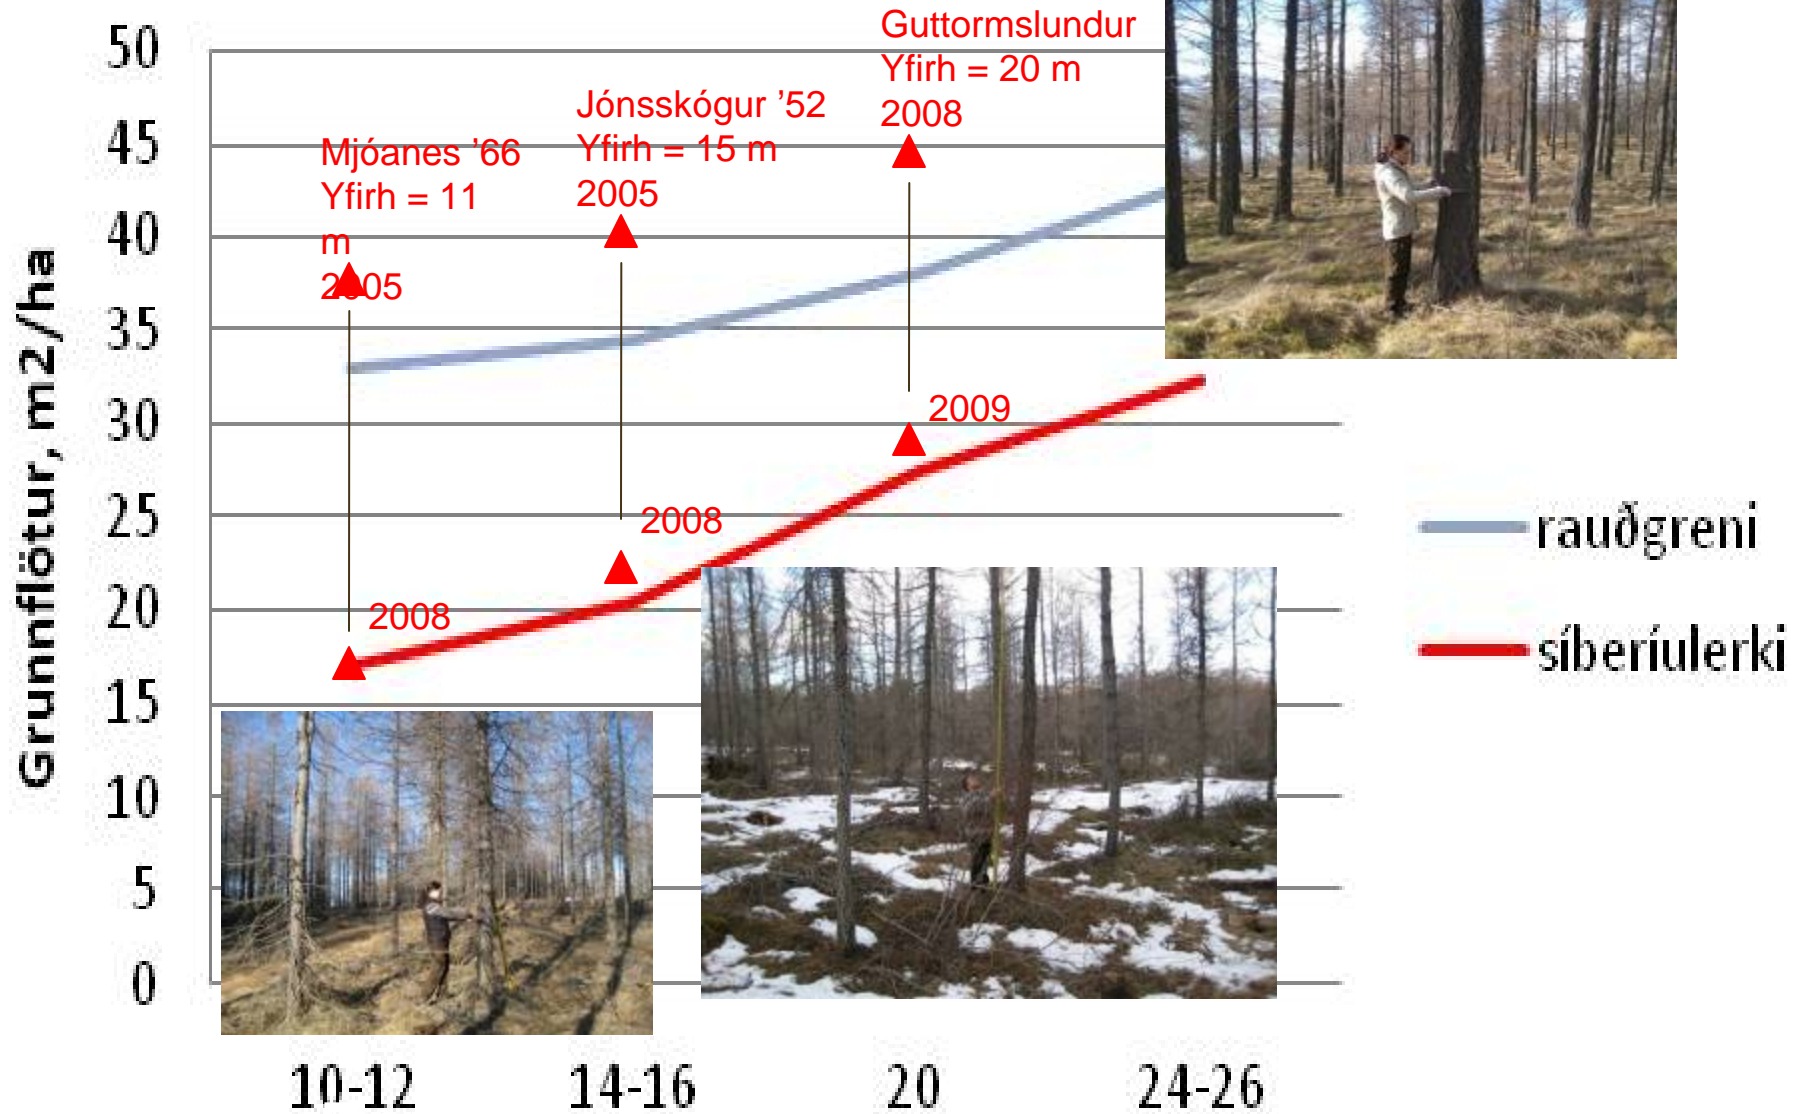 Guttormslundur
Yfirh = 20 m
2008
Jónsskógur ’52
Yfirh = 15 m
2005
Mjóanes ’66
Yfirh = 11
m
2005
2009
2008
2008
Grunnflötur, m2/ha
50
45
40
35
30
25
20
15
10
5
0
10-12
14-16
20
24-26
rauðgreni
síberíulerki